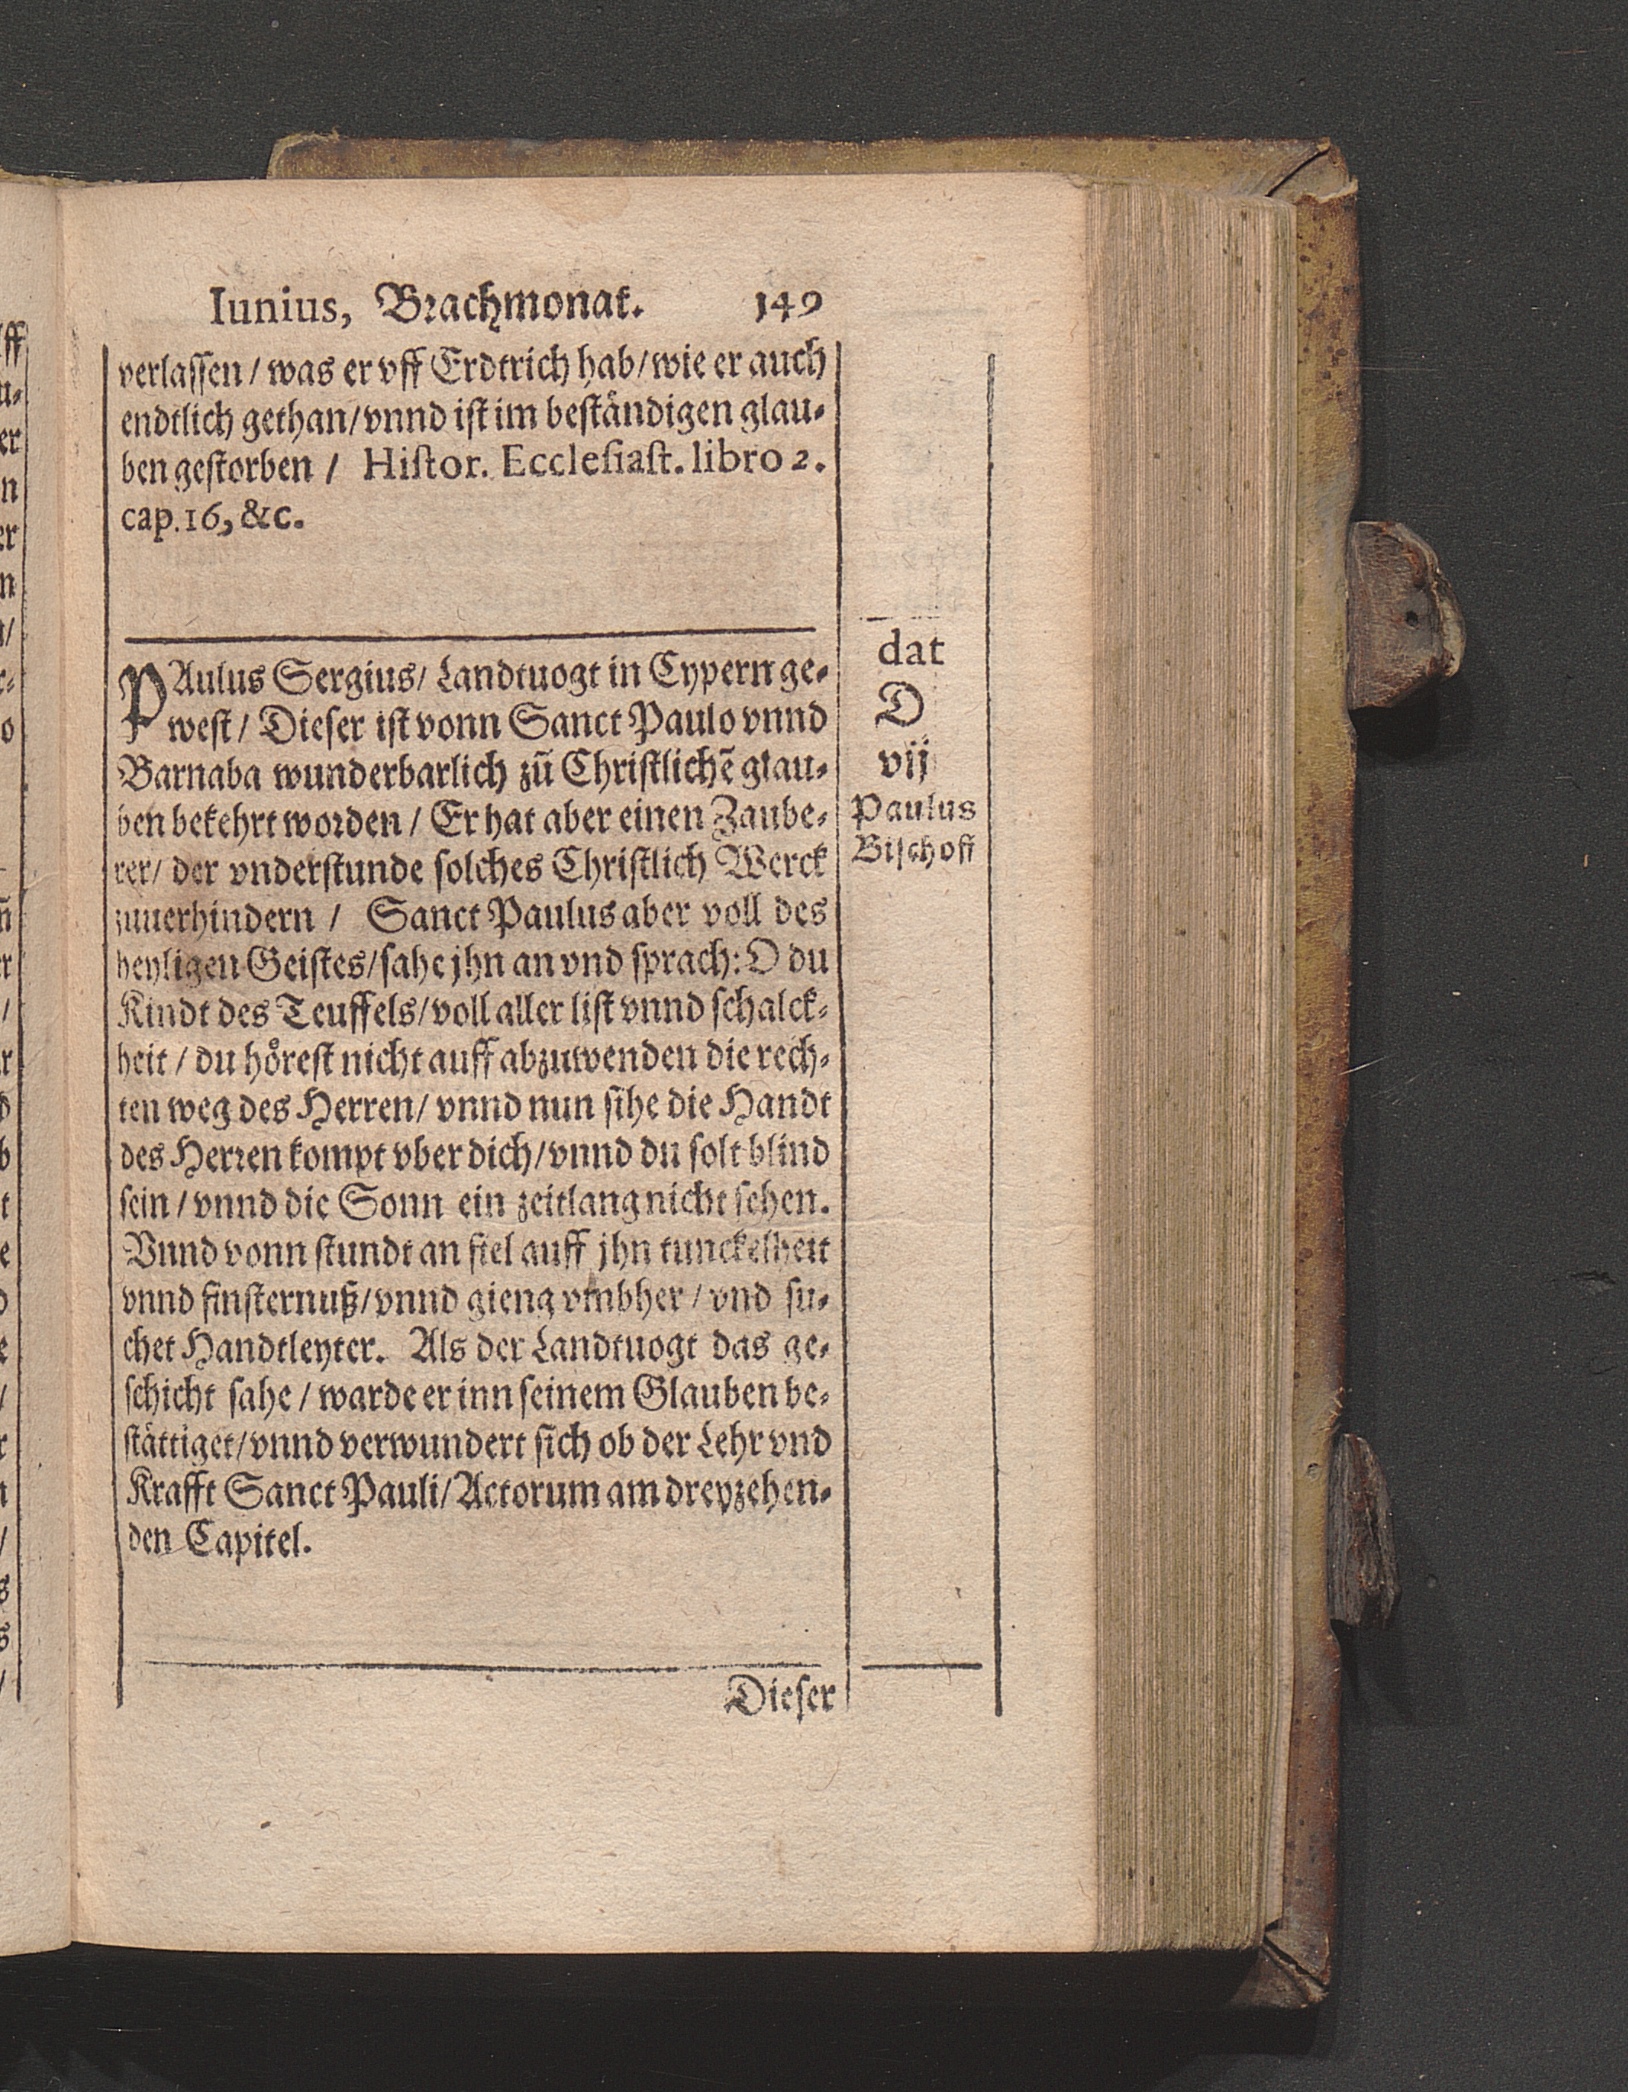 Iunius, Brachmonat. 149
verlassen / was er vff Erdtrich hab / wie er auch
endtlich gethan / vnnd ist im beståndigen glau-
ben gestorben / Histor. Ecclesiast. libro 2.
cap. 16, &c.
PAulus Sergius / Landtuogt in Cypern ge-
west / Dieser ist vonn Sanct Paulo vnnd
Barnaba wunderbarlich zū Christlichẽ glau-
ben bekehrt worden / Er hat aber einen Zaube-
rer / der vnderstunde solches Christlich Werck
zuuerhindern / Sanct Paulus aber voll des
heyligen Geistes / sahe jhn an vnd sprach: O du
Kindt des Teuffels / voll aller list vnnd schalck-
heit / du hörest nicht auff abzuwenden die rech-
ten weg des Herren / vnnd nun sihe die Handt
des Herren kompt vber dich / vnnd du solt blind
sein / vnnd die Sonn ein zeitlang nicht sehen.
Vnnd vonn stundt an fiel auff jhn tunckelheit
vnnd finsternuß / vnnd gieng vmbher / vnd su-
chet Handtleyter. Als der Landtuogt das ge-
schicht sahe / warde er inn seinem Glauben be-
ståttiget / vnnd verwundert sich ob der Lehr vnd
Krafft Sanct Pauli / Actorum am dreyzehen-
den Capitel.
dat
D
vij
Paulus
Bischoff
Dieser